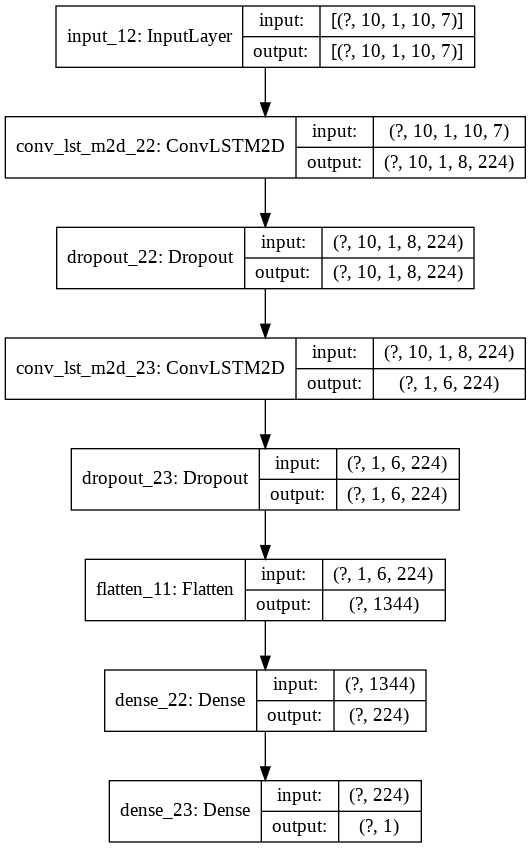 input_12: InputLayer
input: [(?, 10, 1, 10, 7)]
output: [(?, 10, 1, 10, 7)]
conv_lst_m2d_22: ConvLSTM2D
input: (?, 10, 1, 10, 7)
output: (?, 10, 1, 8, 224)
dropout_22: Dropout
input: (?, 10, 1, 8, 224)
output: (?, 10, 1, 8, 224)
conv_lst_m2d_23: ConvLSTM2D
input: (?, 10, 1, 8, 224)
output: (?, 1, 6, 224)
dropout_23: Dropout
input: (?, 1, 6, 224)
output: (?, 1, 6, 224)
flatten_11: Flatten
input: (?, 1, 6, 224)
output: (?, 1344)
dense_22: Dense
input: (?, 1344)
output: (?, 224)
dense_23: Dense
input: (?, 224)
output: (?, 1)